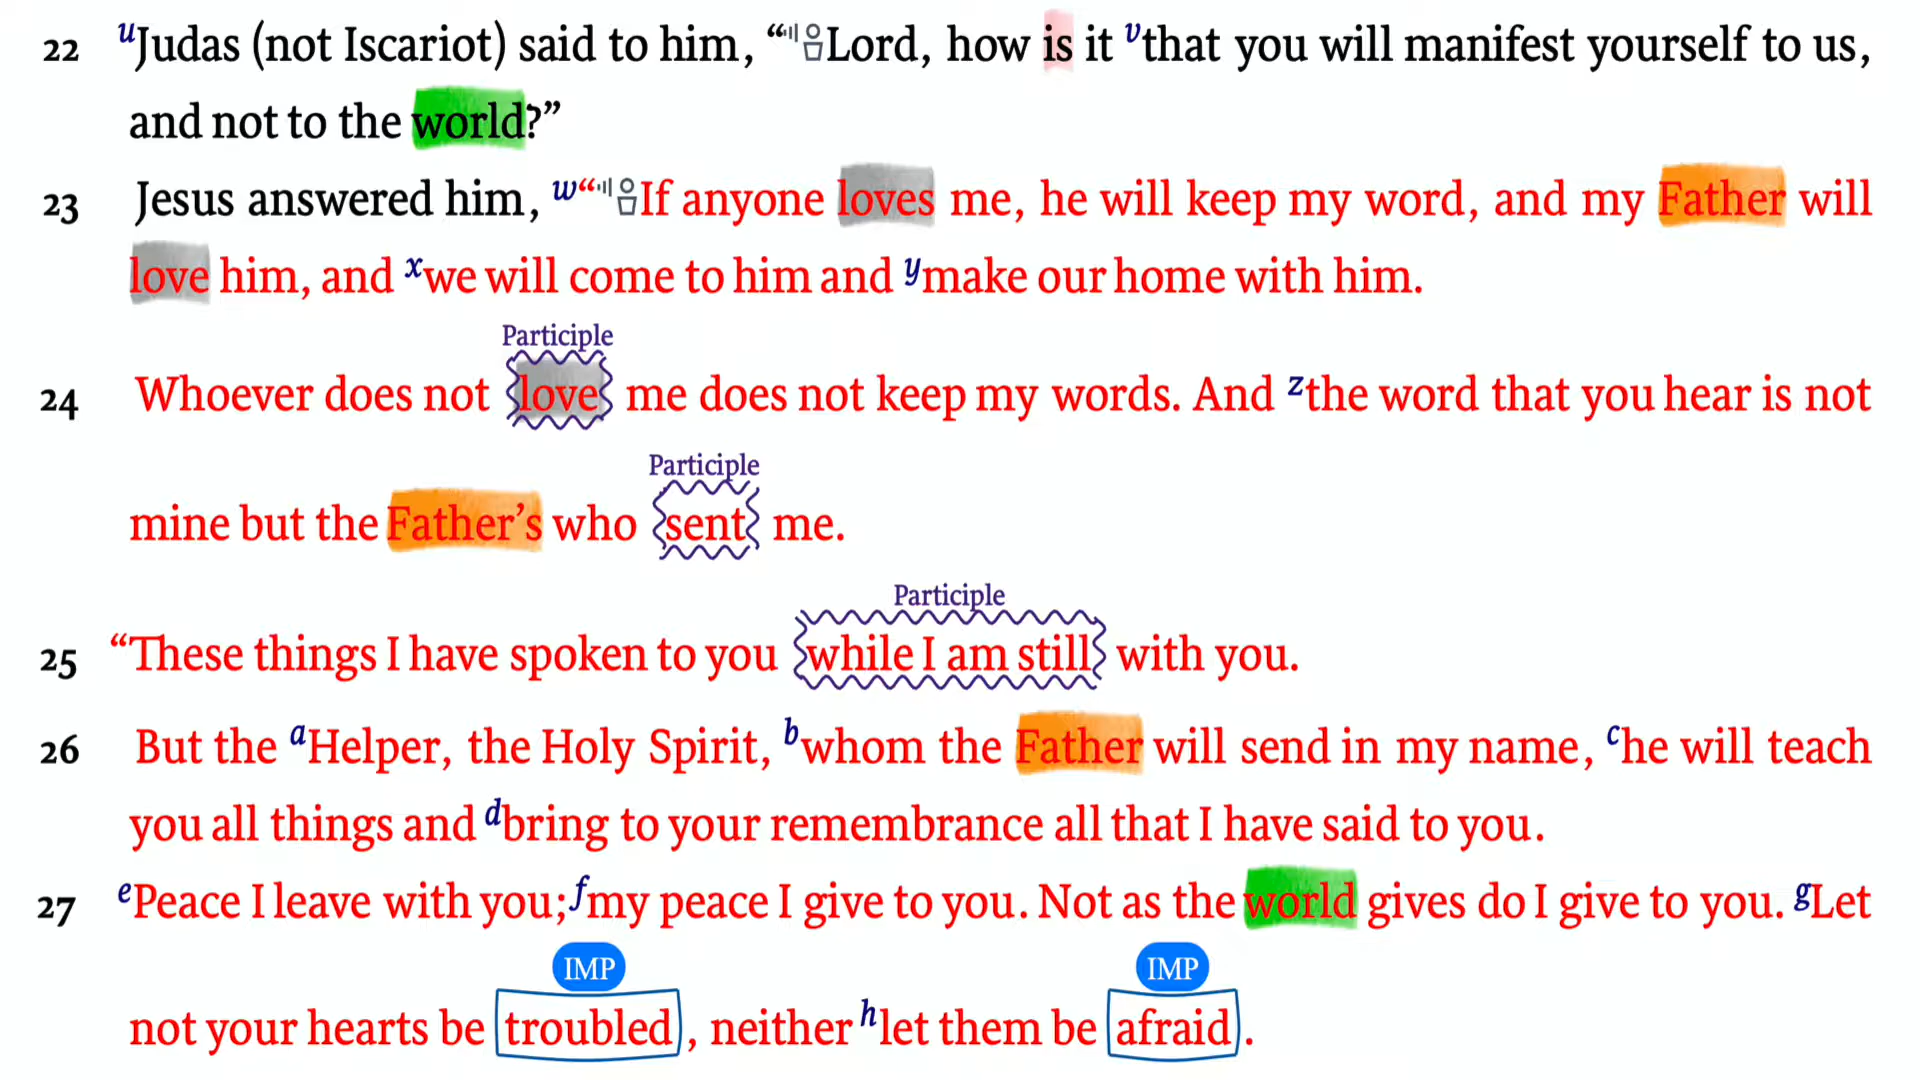 22 uJudas (not Iscariot) said to him, “Lord, how is it vthat you will manifest yourself to us,
and not to the world?”
23 Jesus answered him, w“If anyone loves me, he will keep my word, and my Father will
love him, and xwe will come to him and ymake our home with him.
Participle
24 Whoever does not love me does not keep my words. And zthe word that you hear is not
Participle
mine but the Father’s who sent me.
Participle
25 “These things I have spoken to you while I am still with you.
26 But the aHelper, the Holy Spirit, bwhom the Father will send in my name, che will teach
you all things and dbring to your remembrance all that I have said to you.
27 ePeace I leave with you; fmy peace I give to you. Not as the world gives do I give to you. gLet
IMP IMP
not your hearts be troubled, neither hlet them be afraid.